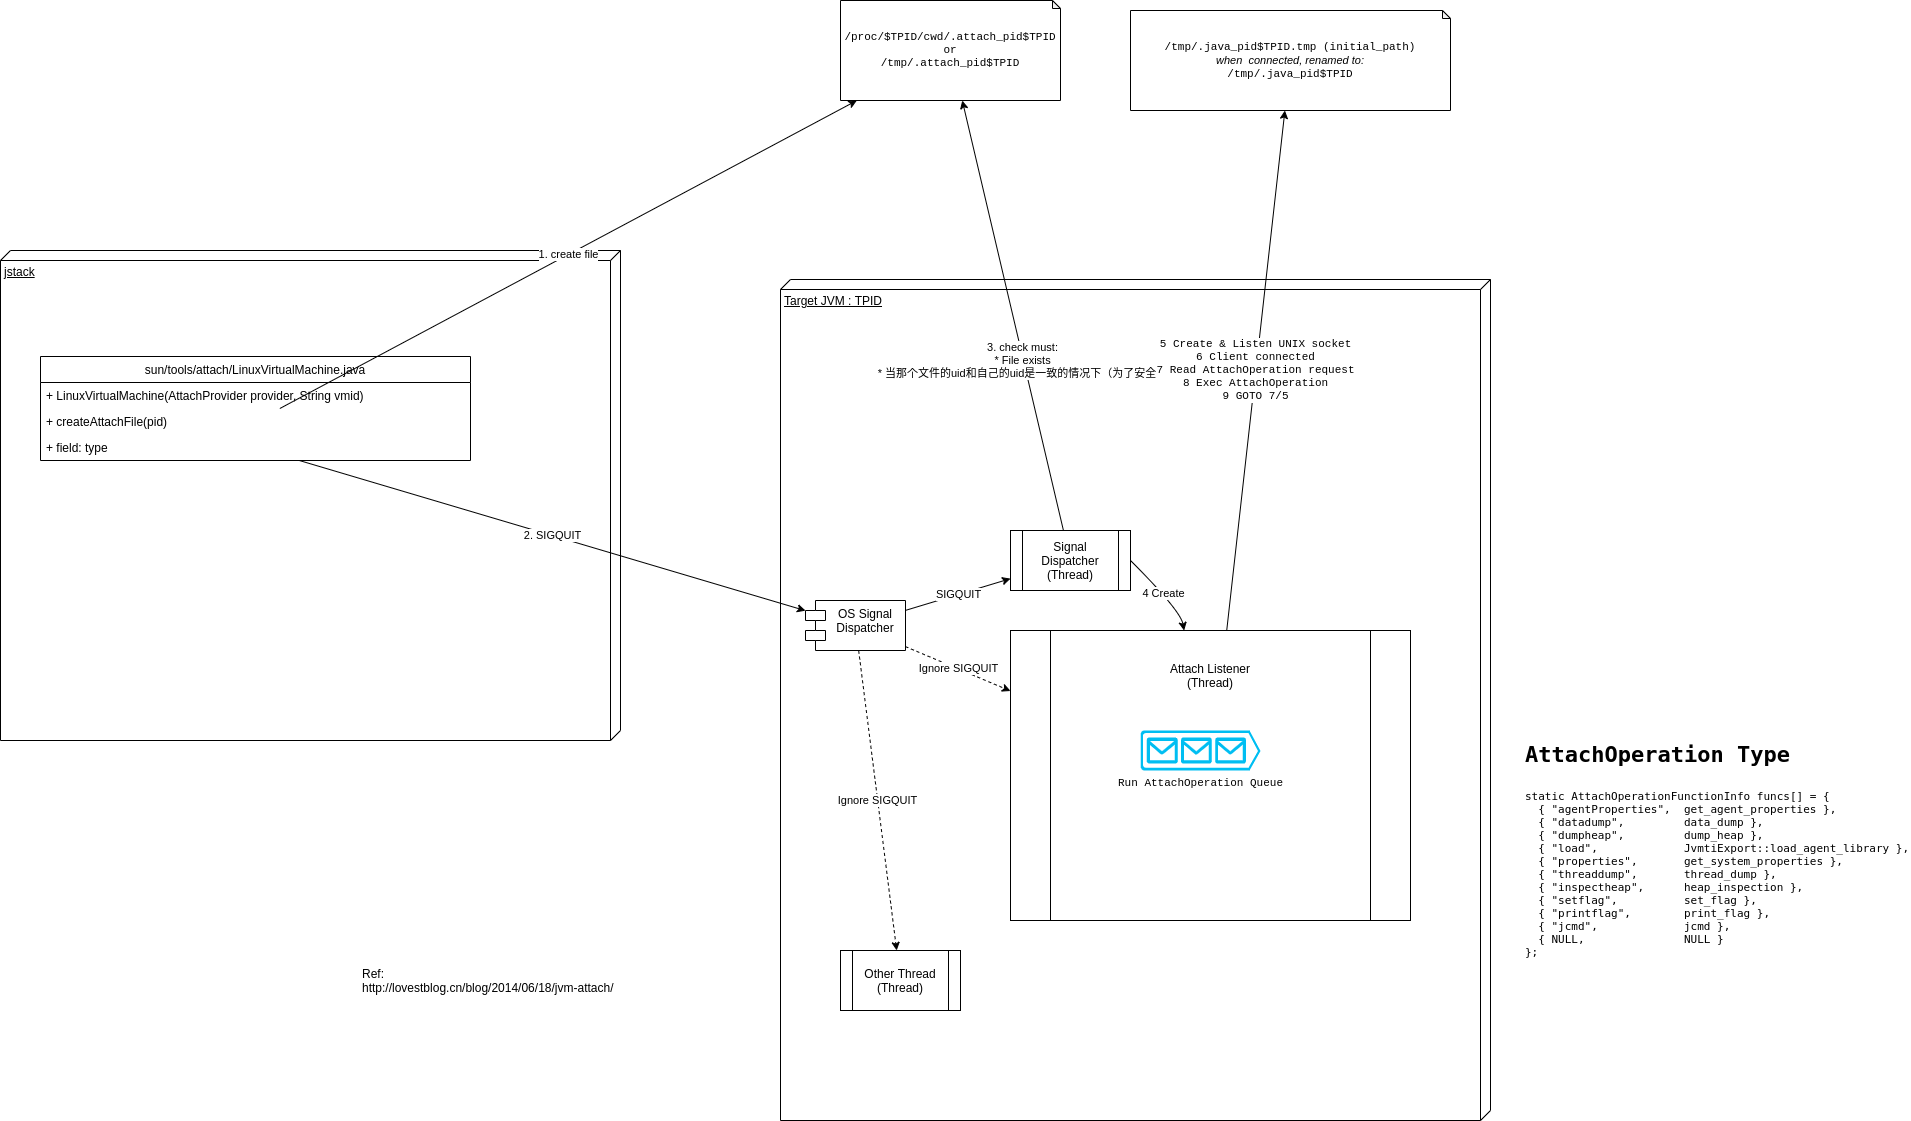 /proc/$TPID/cwd/.attach_pid$TPID
or
/tmp/.attach_pid$TPID
/tmp/.java_pid$TPID.tmp (initial_path)
when  connected, renamed to:
/tmp/.java_pid$TPID
1. create file
jstack
sun/tools/attach/LinuxVirtualMachine.java
+ LinuxVirtualMachine(AttachProvider provider, String vmid)
+ createAttachFile(pid)
+ field: type
2. SIGQUIT
Target JVM : TPID
3. check must:
* File exists
* 当那个文件的uid和自己的uid是一致的情况下（为了安全
5 Create & Listen UNIX socket
6 Client connected
7 Read AttachOperation request
8 Exec AttachOperation
9 GOTO 7/5
Signal
Dispatcher
(Thread)
SIGQUIT
4 Create
OS Signal
Dispatcher
Ignore SIGQUIT
Attach Listener
(Thread)
Run AttachOperation Queue
Ignore SIGQUIT
Other Thread
(Thread)
Ref:
http://lovestblog.cn/blog/2014/06/18/jvm-attach/
AttachOperation Type
static AttachOperationFunctionInfo funcs[] = {
  { "agentProperties",  get_agent_properties },
  { "datadump",         data_dump },
  { "dumpheap",         dump_heap },
  { "load",             JvmtiExport::load_agent_library },
  { "properties",       get_system_properties },
  { "threaddump",       thread_dump },
  { "inspectheap",      heap_inspection },
  { "setflag",          set_flag },
  { "printflag",        print_flag },
  { "jcmd",             jcmd },
  { NULL,               NULL }
};